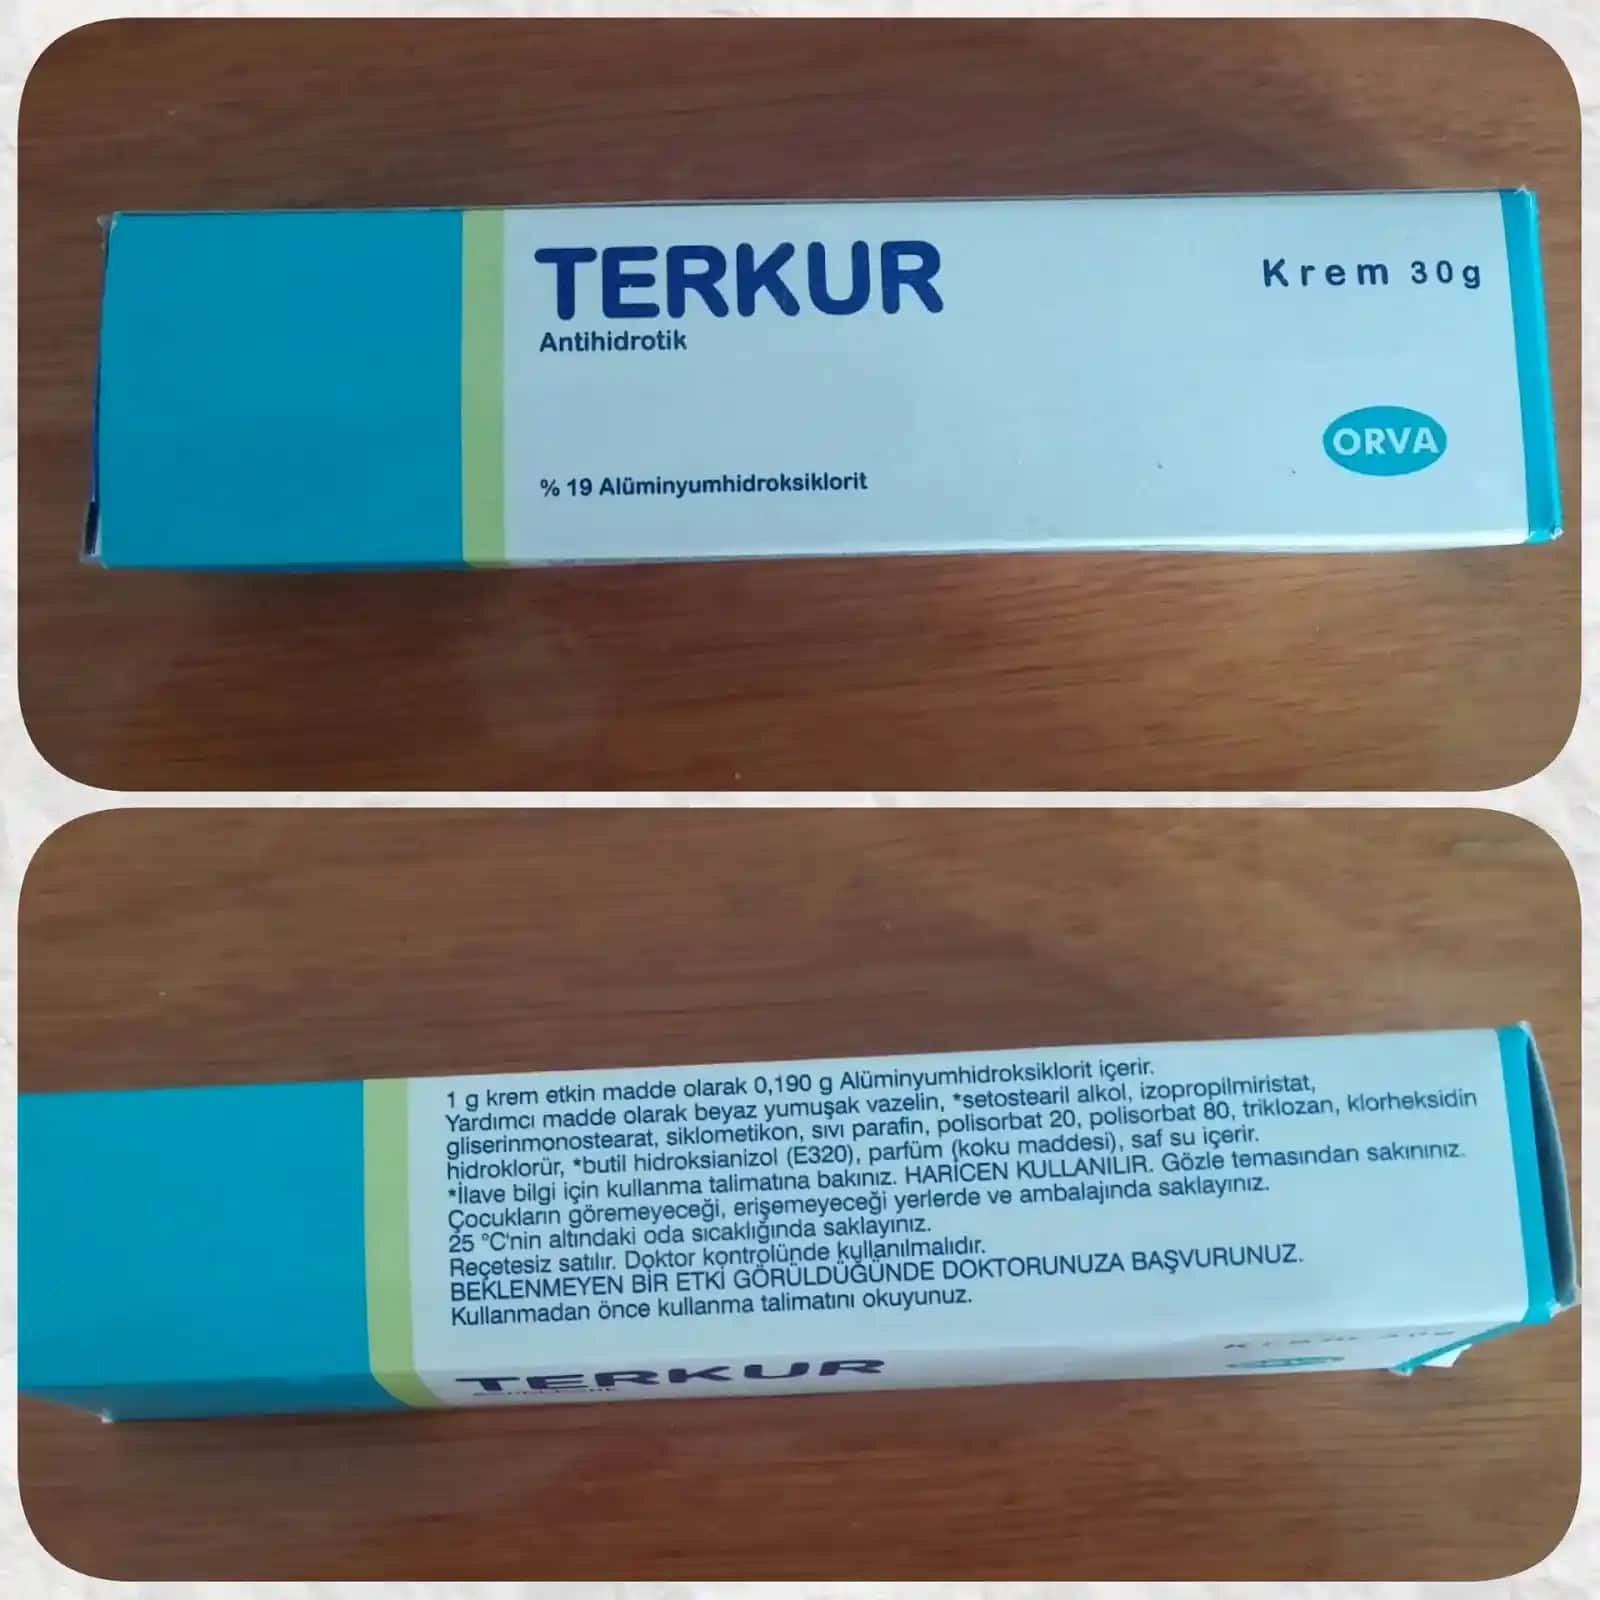 TERKUR
Krem 30g
Antihidrotik
ORVA
% 19 Alüminyumhidroksiklorit
1 g krem etkin madde olarak 0,190 g Alüminyumhidroksiklorit içerir.
Yardımcı madde olarak beyaz yumuşak vazelin, *setostearil alkol, izopropilmiristat,
gliserinmonostearat, siklometikon, sıvı parafin, polisorbat 20, polisorbat 80, triklozan, klorheksidin
hidroklorür, *butil hidroksianizol (E320), parfüm (koku maddesi), saf su içerir.
*İlave bilgi için kullanma talimatına bakınız. HARİCEN KULLANILIR. Gözle temasından sakınınız.
Çocukların göremeyeceği, erişemeyeceği yerlerde ve ambalajında saklayınız.
25 °C'nin altındaki oda sıcaklığında saklayınız.
Reçetesiz satılır. Doktor kontrolünde kullanılmalıdır.
BEKLENMEYEN BİR ETKİ GÖRÜLDÜĞÜNDE DOKTORUNUZA BAŞVURUNUZ.
Kullanmadan önce kullanma talimatını okuyunuz.
TERKUR
Krem 30g